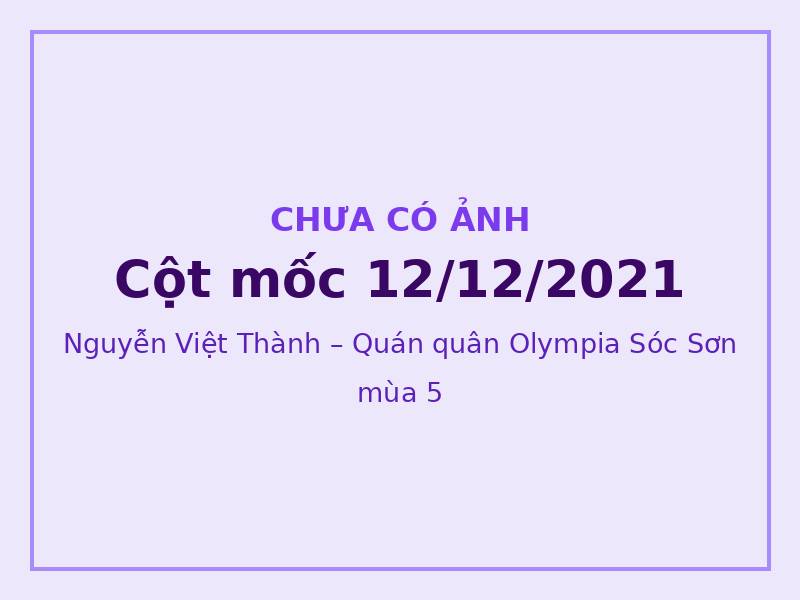 CHƯA CÓ ẢNH
Cột mốc 12/12/2021
Nguyễn Việt Thành – Quán quân Olympia Sóc Sơn
mùa 5